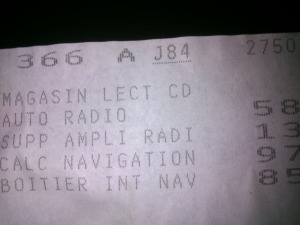 366 A J84 2750
MAGASIN LECT CD
AUTO RADIO 58
SUPP AMPLI RADI 13
CALC NAVIGATION 97
BOITIER INT NAV 85